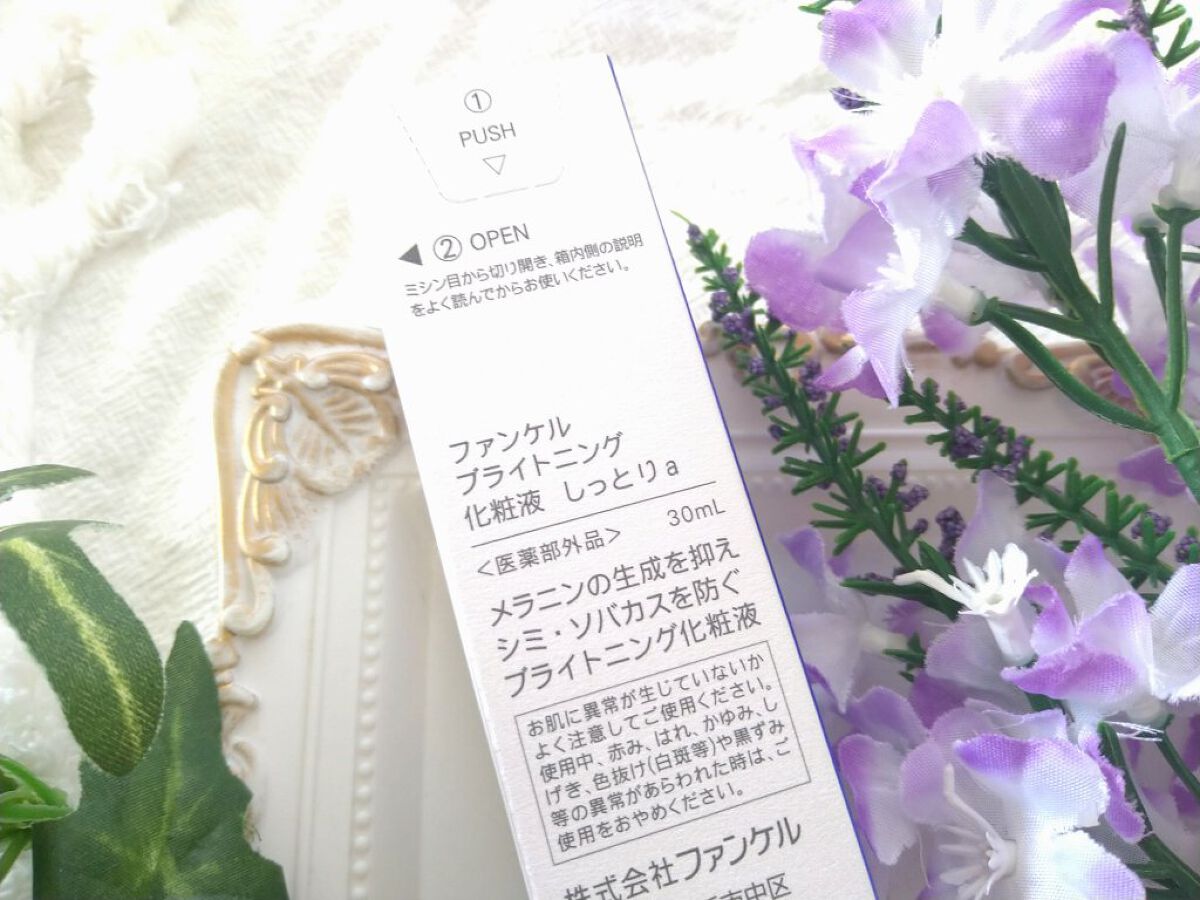 ①
PUSH
▽
◀ ② OPEN
ミシン目から切り開き、箱内側の説明
をよく読んでからお使いください。
ファンケル
ブライトニング
化粧液 しっとりa
30mL
<医薬部外品>
メラニンの生成を抑え
シミ・ソバカスを防ぐ
ブライトニング化粧液
お肌に異常が生じていないか
よく注意してご使用ください。
使用中、赤み、はれ、かゆみ、し
げき、色抜け(白斑等)や黒ずみ
等の異常があらわれた時は、ご
使用をおやめください。
株式会社ファンケル
市中区